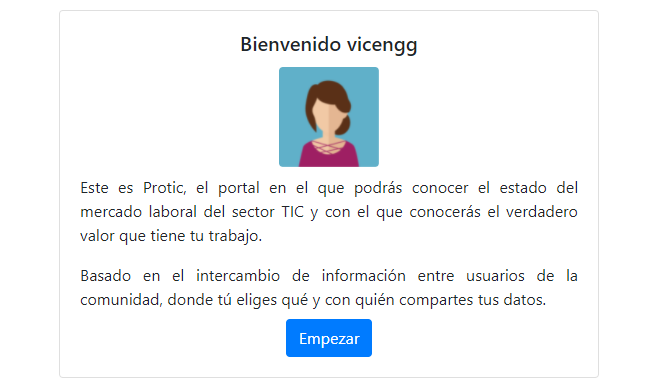 Bienvenido vicengg
Este es Protic, el portal en el que podrás conocer el estado del
mercado laboral del sector TIC y con el que conocerás el verdadero
valor que tiene tu trabajo.
Basado en el intercambio de información entre usuarios de la
comunidad, donde tú eliges qué y con quién compartes tus datos.
Empezar